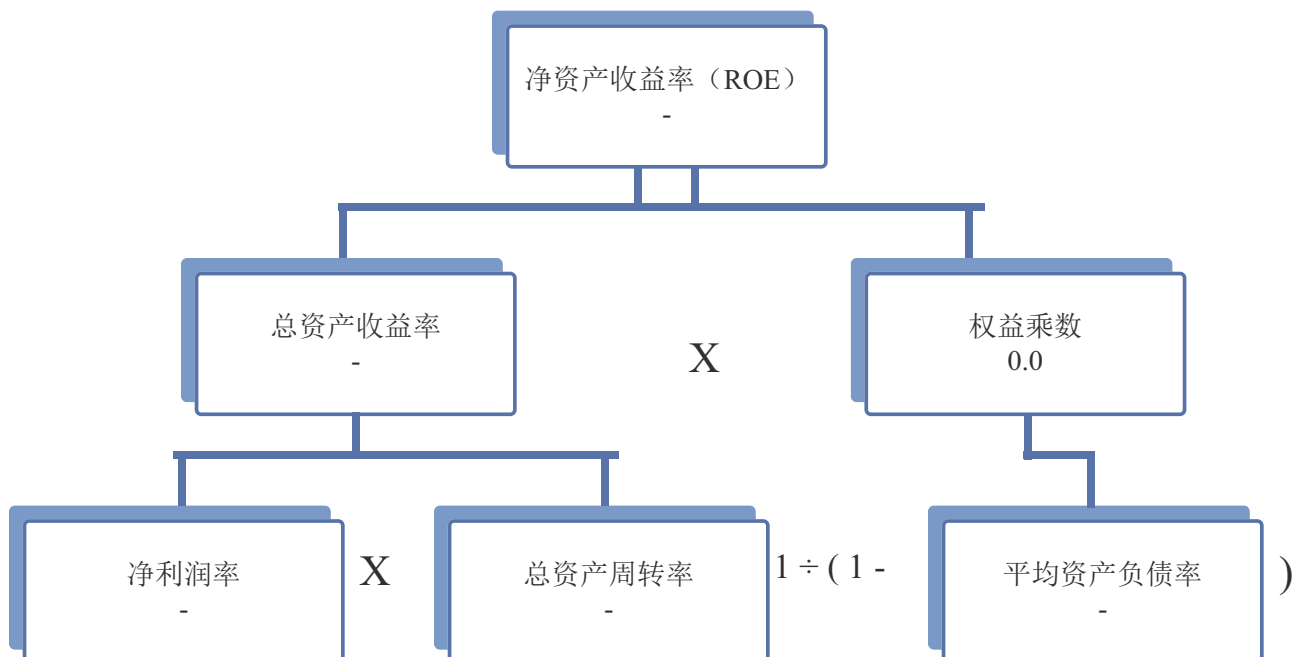 净资产收益率（ROE）
-
总资产收益率
-
X
权益乘数
0.0
净利润率
-
X
总资产周转率
-
1 ÷ ( 1 -
平均资产负债率
-
)